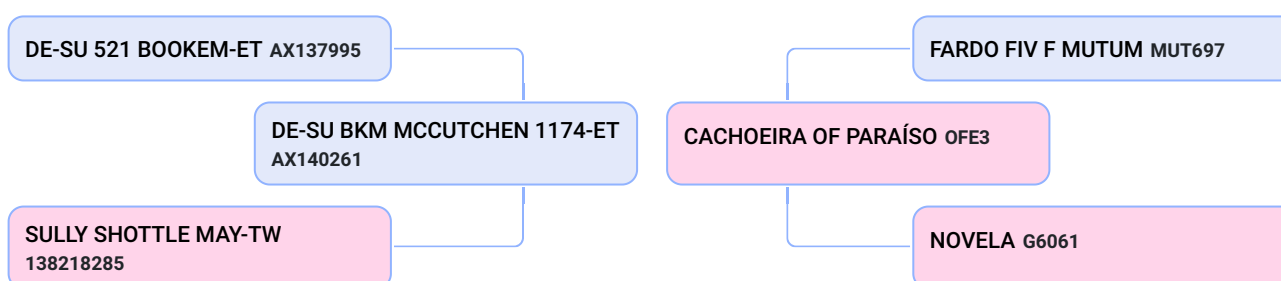 DE-SU 521 BOOKEM-ET AX137995
FARDO FIV F MUTUM MUT697
DE-SU BKM MCCUTCHEN 1174-ET
AX140261
CACHOEIRA OF PARAÍSO OFE3
SULLY SHOTTLE MAY-TW
138218285
NOVELA G6061